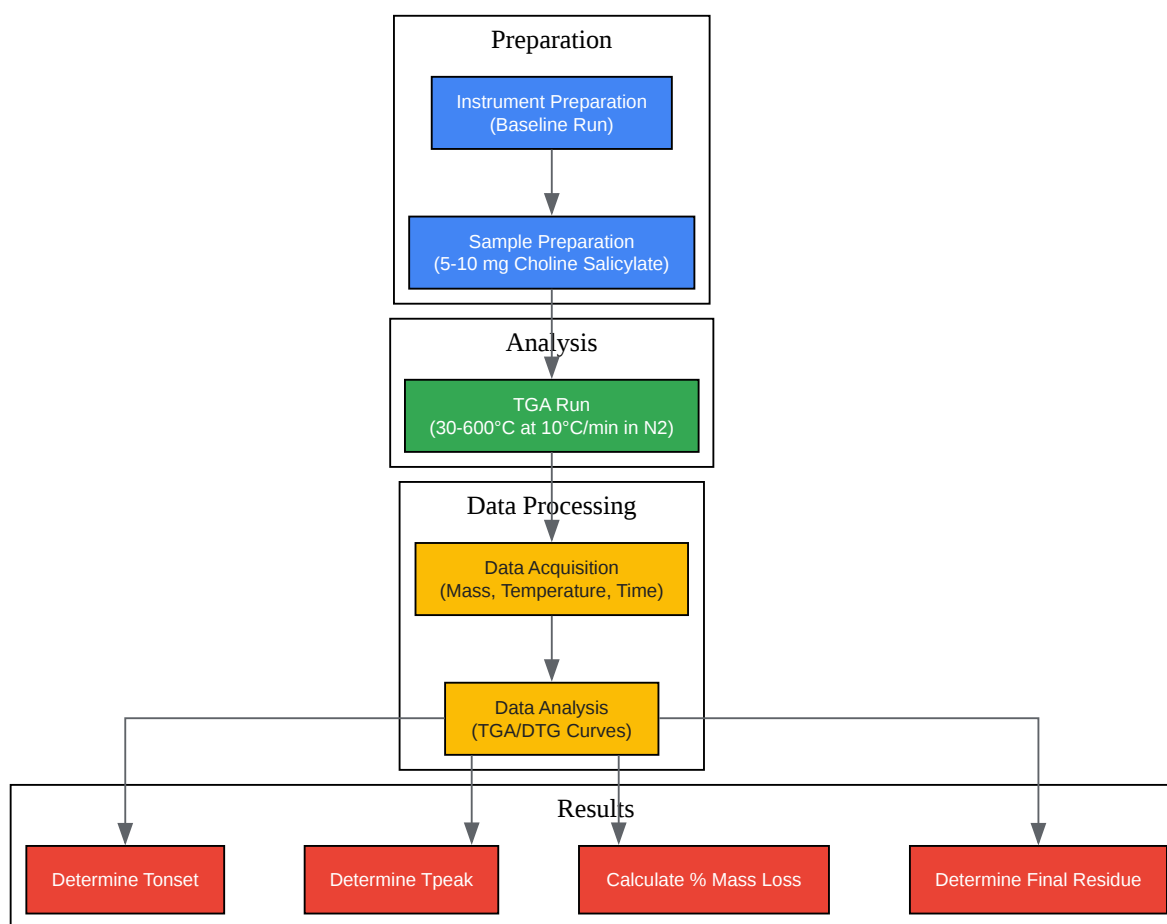 Preparation
Instrument Preparation
(Baseline Run)
Sample Preparation
(5-10 mg Choline Salicylate)
Analysis
TGA Run
(30-600°C at 10°C/min in N2)
Data Processing
Data Acquisition
(Mass, Temperature, Time)
Data Analysis
(TGA/DTG Curves)
Results
Determine Tonset
Determine Tpeak
Calculate % Mass Loss
Determine Final Residue